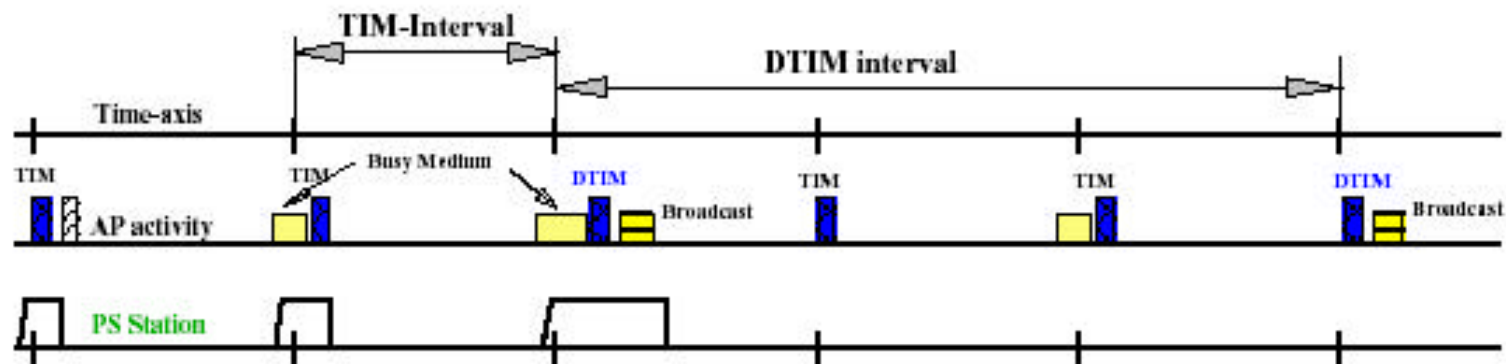 TIM-Interval
DTIM interval
Time-axis
Busy Medium
TIM
TIM
DTIM
TIM
TIM
DTIM
Broadcast
Broadcast
AP activity
PS Station